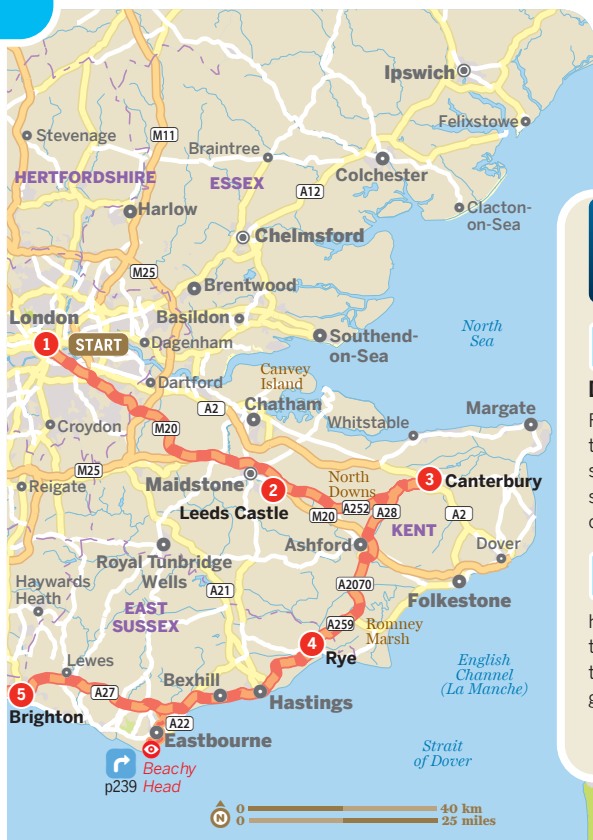 Ipswich
Felixstowe
Stevenage
M11
Braintree
Colchester
HERTFORDSHIRE
ESSEX
A12
Harlow
Clacton-
on-Sea
Chelmsford
M25
Brentwood
London
Basildon
1
START
Dagenham
Southend-
on-Sea
North
Sea
Canvey
Island
Dartford
A2
Chatham
Margate
Croydon
M20
Whitstable
M25
Maidstone
North
Downs
3
Canterbury
Reigate
2
Leeds Castle
M20
A252
A28
A2
KENT
Ashford
Dover
Royal Tunbridge
Wells
Haywards
Heath
A21
A2070
Folkestone
EAST
SUSSEX
A259
Romney
Marsh
4
Rye
Lewes
English
Channel
(La Manche)
5
Brighton
A27
Bexhill
Hastings
A22
Eastbourne
Strait
of Dover
p239
Beachy
Head
N
0
40 km
0
25 miles